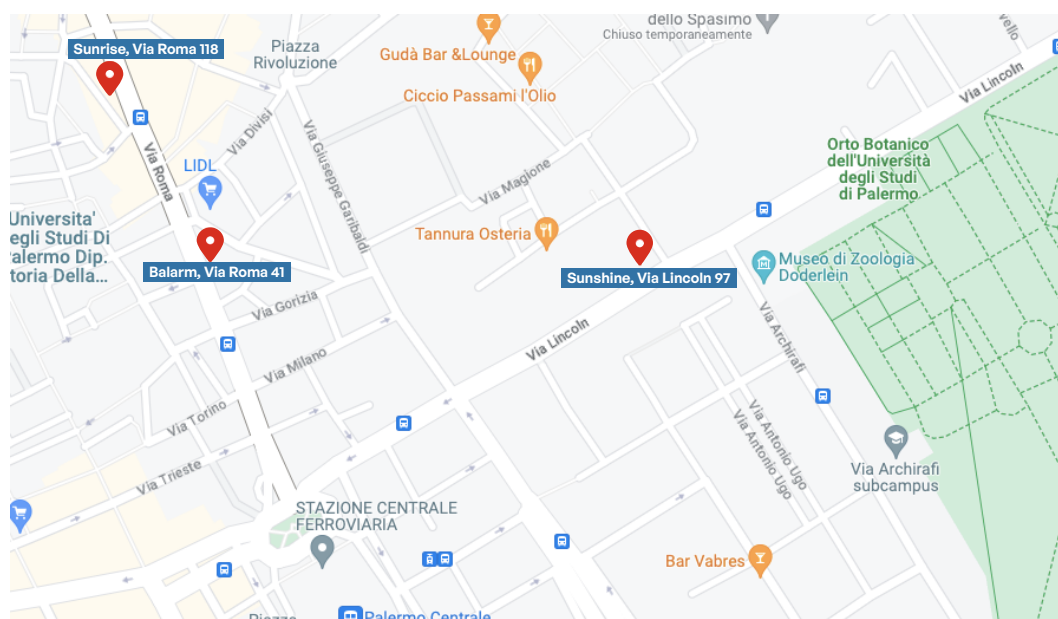 dello Spasimo
Chiuso temporaneamente
Sunrise, Via Roma 118
Piazza
Rivoluzione
Gudà Bar &Lounge
Ciccio Passami l'Olio
Via Lincoln
Via Divisi
Via Roma
LIDL
Via Giuseppe Garibaldi
Via Magione
Orto Botanico
dell'Università
degli Studi
di Palermo
Universita'
egli Studi Di
Palermo Dip.
toria Della...
Tannura Osteria
Balarm, Via Roma 41
Sunshine, Via Lincoln 97
Museo di Zoologia
Doderlein
Via Gorizia
Via Lincoln
Via Archirafi
Via Milano
Via Torino
Via Antonio Ugo
Via Antonio Ugo
Via Trieste
Via Archirafi
subcampus
STAZIONE CENTRALE
FERROVIARIA
Bar Vabres
Palermo Centrale
Piazza